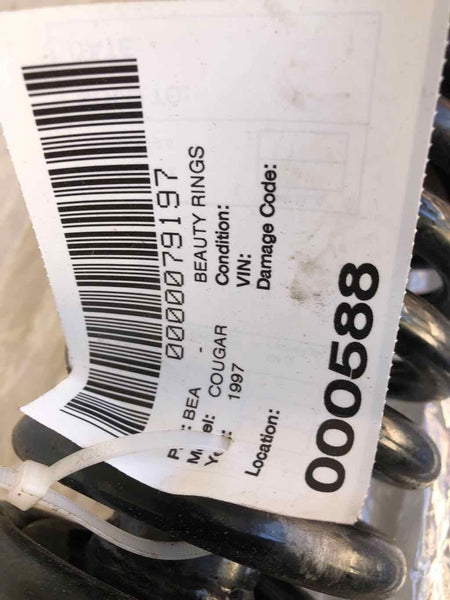 0000079197
BEA - BEAUTY RINGS
COUGAR Condition:
1997 VIN:
Damage Code:
Location:
000588